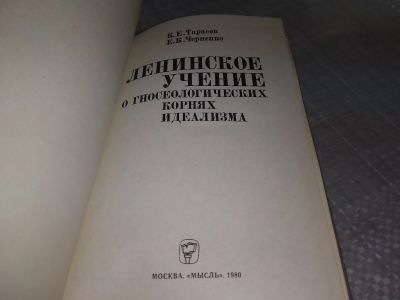 К. Е. Тарасов
Е. К. Черненко
ЛЕНИНСКОЕ
УЧЕНИЕ
О ГНОСЕОЛОГИЧЕСКИХ
КОРНЯХ
ИДЕАЛИЗМА
МОСКВА, «МЫСЛЬ», 1980